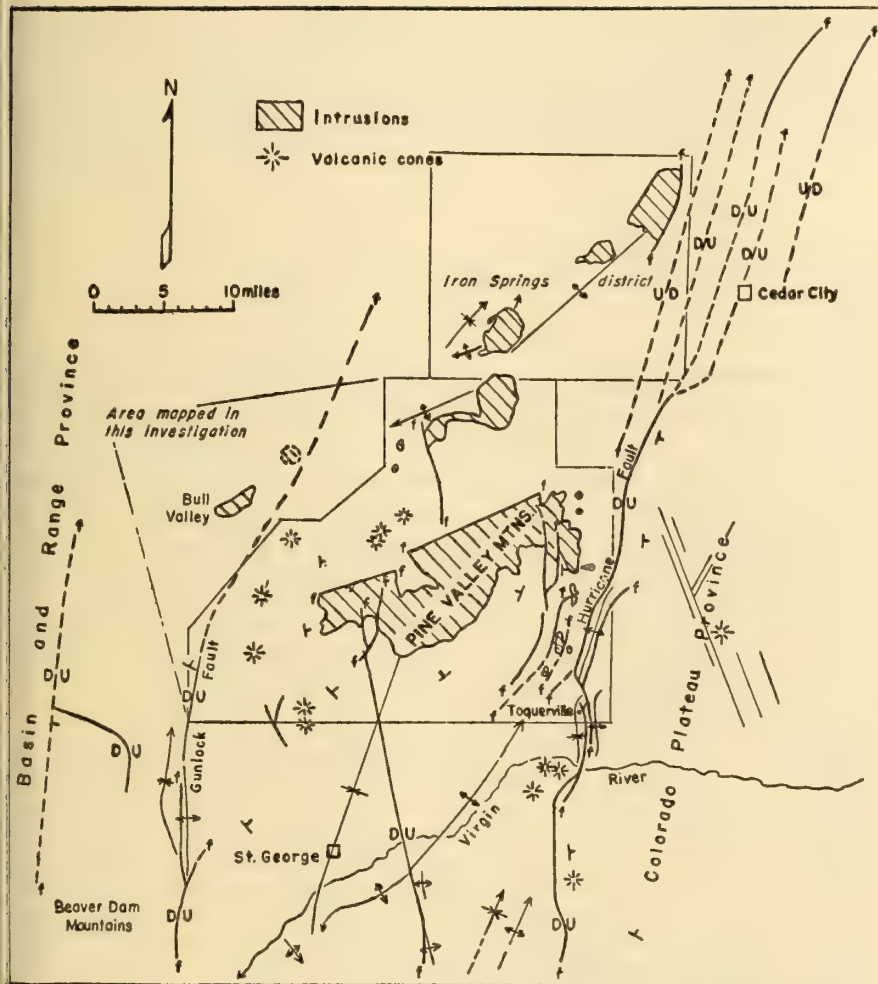 N
Intrusions
Volcanic cones
0 5 10 miles
Iron Springs district
Cedar City
Basin and Range Province
Area mapped in
this investigation
Bull
Valley
PINE VALLEY MTNS.
Hurricane Fault
Colorado Plateau Province
Gunlock Fault
Toquerville
Virgin River
St. George
Beaver Dam
Mountains
f
f
f
f
f
f
f
U D
D/U
D/U
D/U
U D
D U
D U
D U
D U
D U
D U
D U